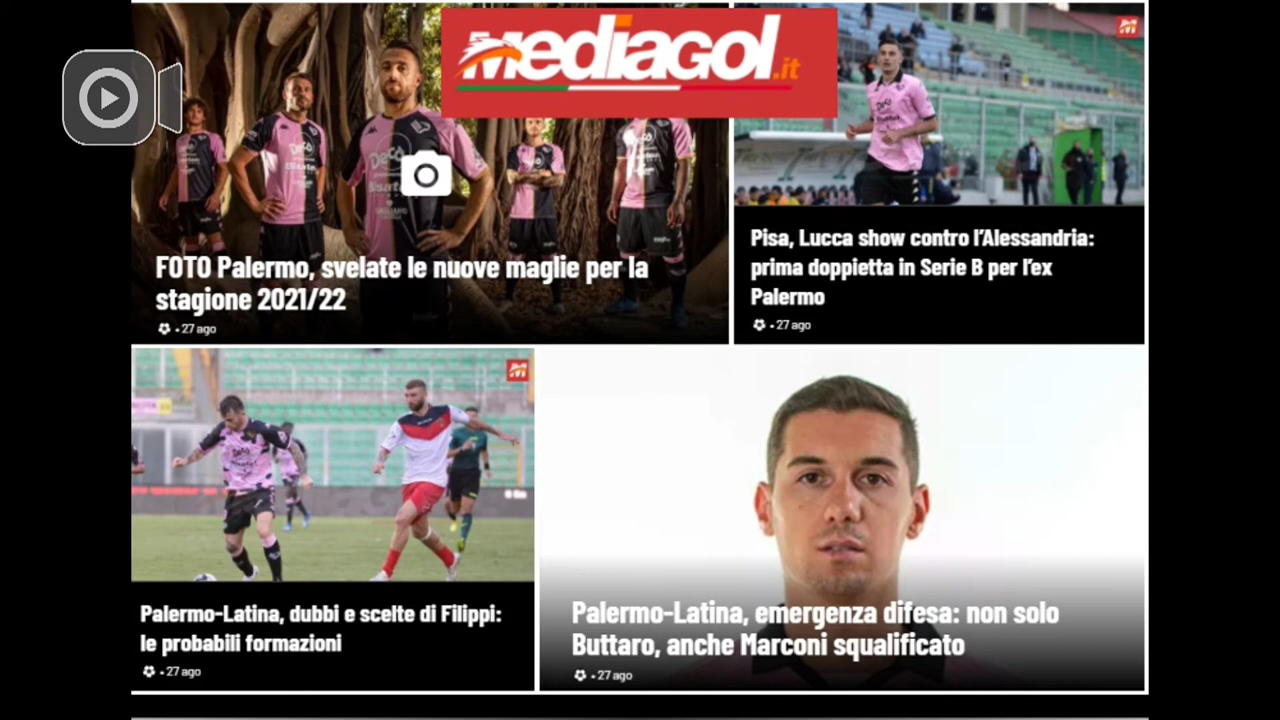 Mediagol.it
FOTO Palermo, svelate le nuove maglie per la
stagione 2021/22
• 27 ago
Pisa, Lucca show contro l'Alessandria:
prima doppietta in Serie B per l'ex
Palermo
• 27 ago
Palermo-Latina, dubbi e scelte di Filippi:
le probabili formazioni
• 27 ago
Palermo-Latina, emergenza difesa: non solo
Buttaro, anche Marconi squalificato
• 27 ago